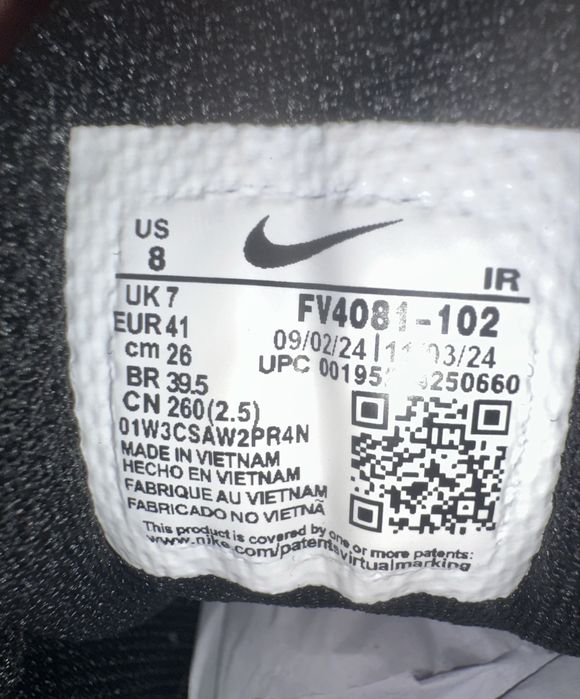 US
8
IR
UK 7
FV4081-102
EUR 41
09/02/24 | 03/24
cm 26
UPC
BR 39.5
CN 260(2.5)
01W3CSAW2PR4N
MADE IN VIETNAM
HECHO EN VIETNAM
FABRIQUE AU VIETNAM
FABRICADO NO VIETNÃ
This product is covered by one or more patents:
www.nike.com/patentsvirtualmarking